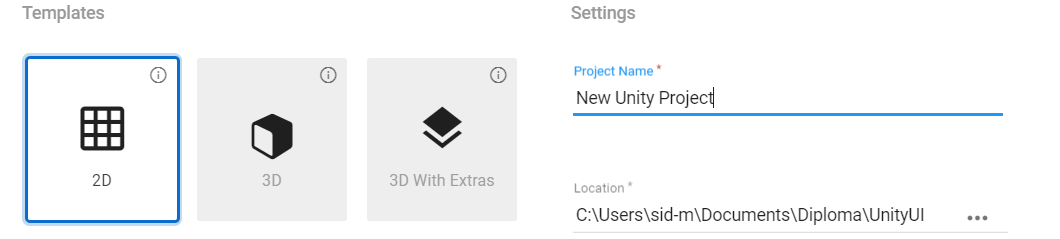 Templates
2D
3D
3D With Extras
Settings
Project Name *
New Unity Project
Location *
C:\Users\sid-m\Documents\Diploma\UnityUI